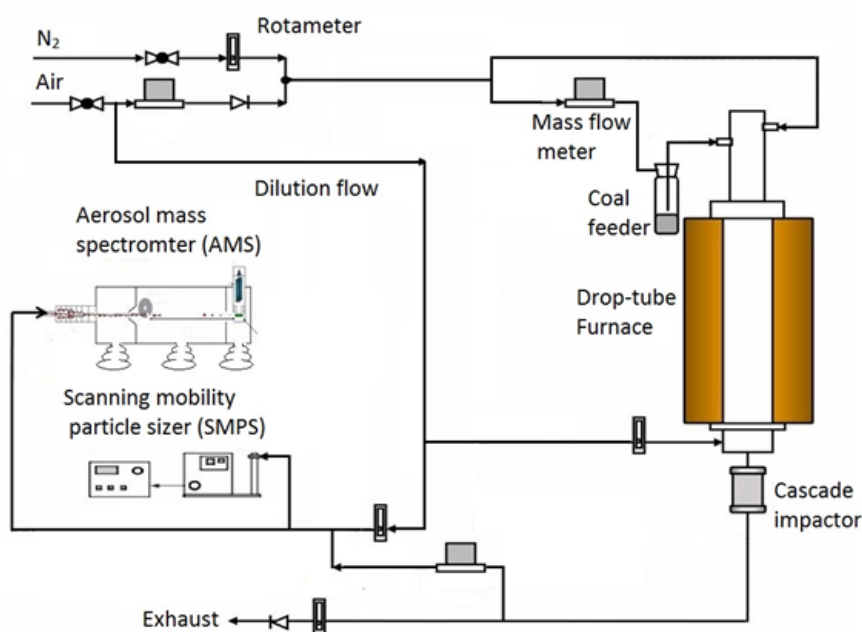 N₂
Rotameter
Air
Mass flow
meter
Dilution flow
Coal
feeder
Aerosol mass
spectromter (AMS)
Drop-tube
Furnace
Scanning mobility
particle sizer (SMPS)
Cascade
impactor
Exhaust